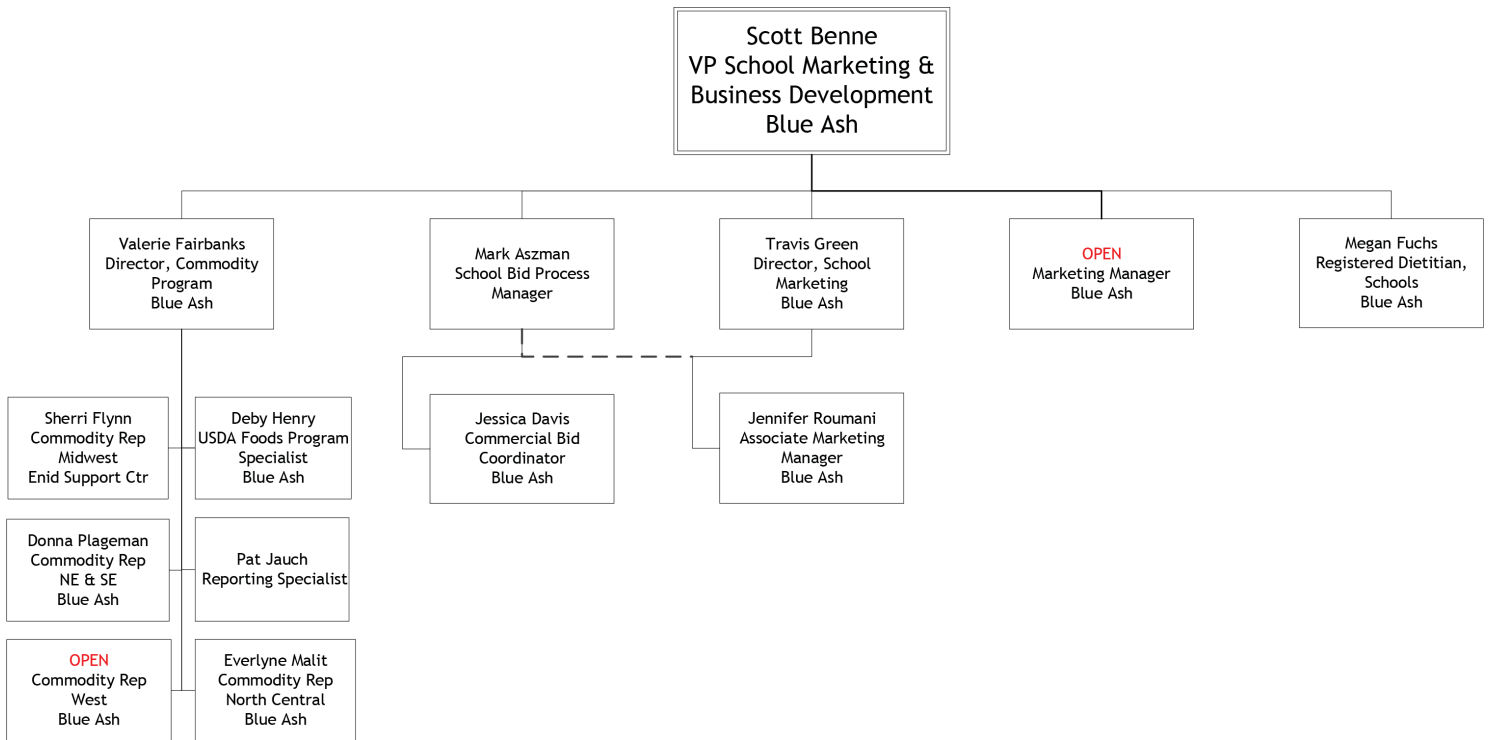 Scott Benne
VP School Marketing &
Business Development
Blue Ash
Valerie Fairbanks
Director, Commodity
Program
Blue Ash
Mark Aszman
School Bid Process
Manager
Travis Green
Director, School
Marketing
Blue Ash
OPEN
Marketing Manager
Blue Ash
Megan Fuchs
Registered Dietitian,
Schools
Blue Ash
Sherri Flynn
Commodity Rep
Midwest
Enid Support Ctr
Deby Henry
USDA Foods Program
Specialist
Blue Ash
Jessica Davis
Commercial Bid
Coordinator
Blue Ash
Jennifer Roumani
Associate Marketing
Manager
Blue Ash
Donna Plageman
Commodity Rep
NE & SE
Blue Ash
Pat Jauch
Reporting Specialist
OPEN
Commodity Rep
West
Blue Ash
Everlyne Malit
Commodity Rep
North Central
Blue Ash